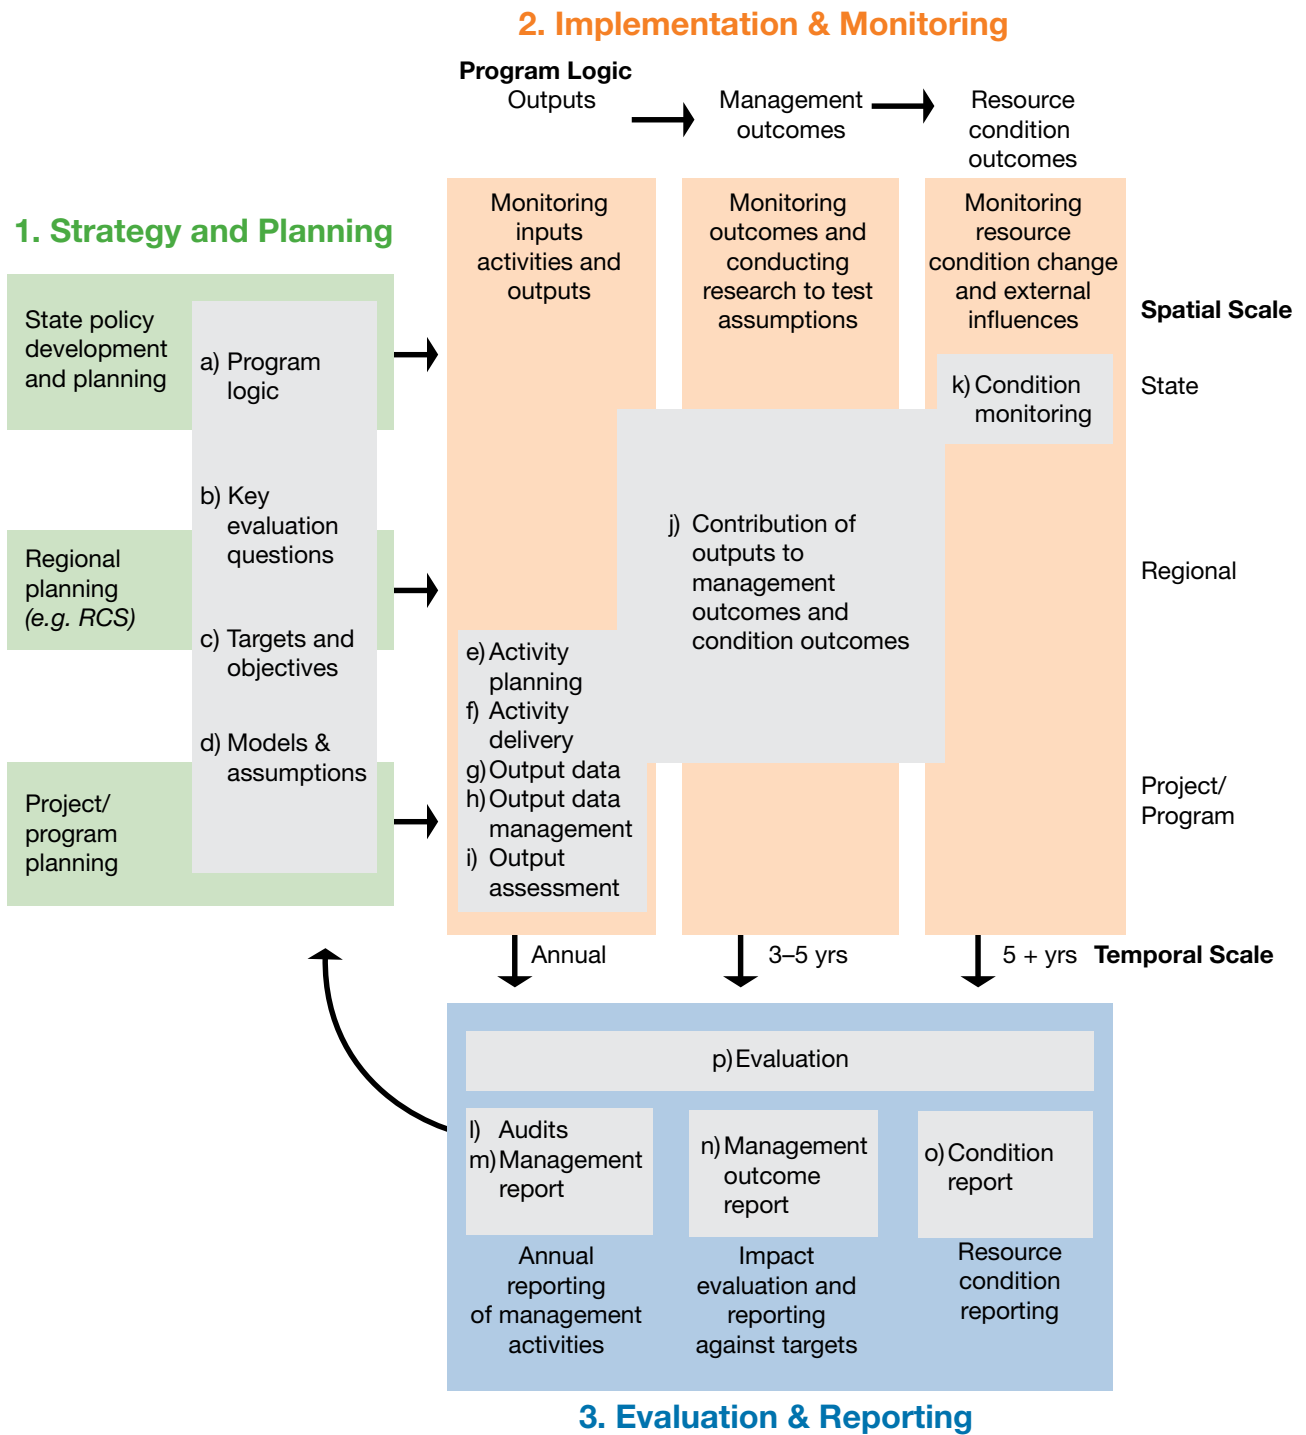 2. Implementation & Monitoring
Program Logic
Outputs
Management
outcomes
Resource
condition
outcomes
1. Strategy and Planning
State policy
development
and planning
Regional
planning
(e.g. RCS)
Project/
program
planning
a) Program
logic
b) Key
evaluation
questions
c) Targets and
objectives
d) Models &
assumptions
Monitoring
inputs
activities and
outputs
Monitoring
outcomes and
conducting
research to test
assumptions
Monitoring
resource
condition change
and external
influences
Spatial Scale
State
Regional
Project/
Program
k) Condition
monitoring
j) Contribution of
outputs to
management
outcomes and
condition outcomes
e) Activity
planning
f) Activity
delivery
g) Output data
h) Output data
management
i) Output
assessment
Annual
3–5 yrs
5 + yrs
Temporal Scale
p) Evaluation
l) Audits
m) Management
report
n) Management
outcome
report
o) Condition
report
Annual
reporting
of management
activities
Impact
evaluation and
reporting
against targets
Resource
condition
reporting
3. Evaluation & Reporting